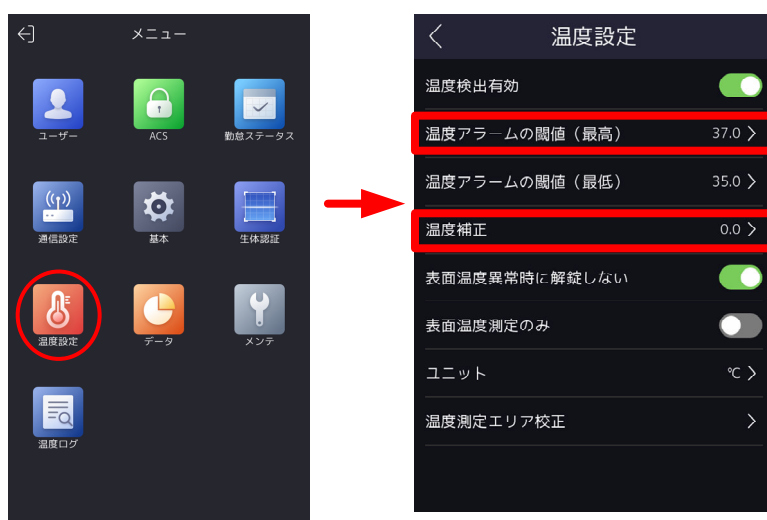 メニュー
ユーザー
ACS
勤怠ステータス
通信設定
基本
生体認証
温度設定
データ
メンテ
温度ログ
温度設定
温度検出有効
温度アラームの閾値（最高） 37.0
温度アラームの閾値（最低） 35.0
温度補正 0.0
表面温度異常時に解錠しない
表面温度測定のみ
ユニット ℃
温度測定エリア校正